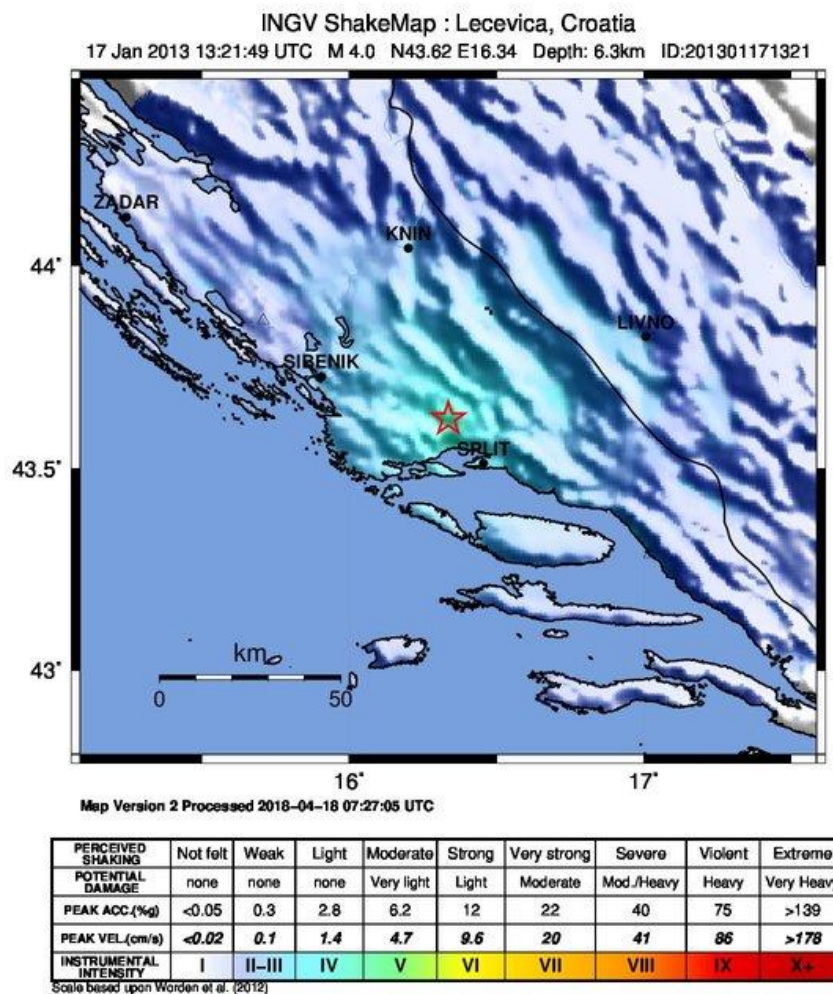 INGV ShakeMap : Lecevica, Croatia
17 Jan 2013 13:21:49 UTC M 4.0 N43.62 E16.34 Depth: 6.3km ID:201301171321
ZADAR
KNIN
44˚
LIVNO
SIBENIK
SPLIT
43.5˚
km
43˚
0 50
16˚ 17˚
Map Version 2 Processed 2018-04-18 07:27:05 UTC
PERCEIVED SHAKING Not felt Weak Light Moderate Strong Very strong Severe Violent Extreme
POTENTIAL DAMAGE none none none Very light Light Moderate Mod./Heavy Heavy Very Heavy
PEAK ACC.(%g) <0.05 0.3 2.8 6.2 12 22 40 75 >139
PEAK VEL.(cm/s) <0.02 0.1 1.4 4.7 9.6 20 41 86 >178
INSTRUMENTAL INTENSITY I II-III IV V VI VII VIII IX X+
Scale based upon Worden et al. (2012)